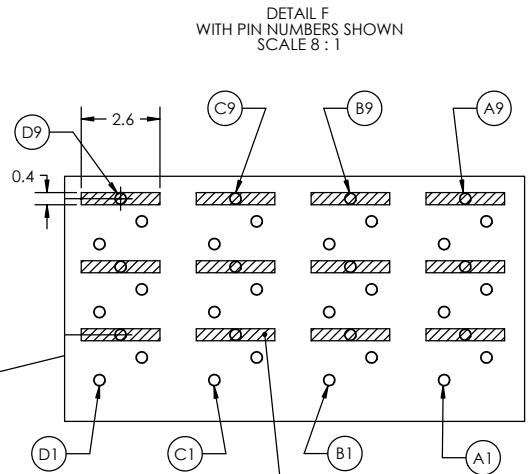 DETAIL F
WITH PIN NUMBERS SHOWN
SCALE 8 : 1
D9
2.6
C9
B9
A9
0.4
D1
C1
B1
A1